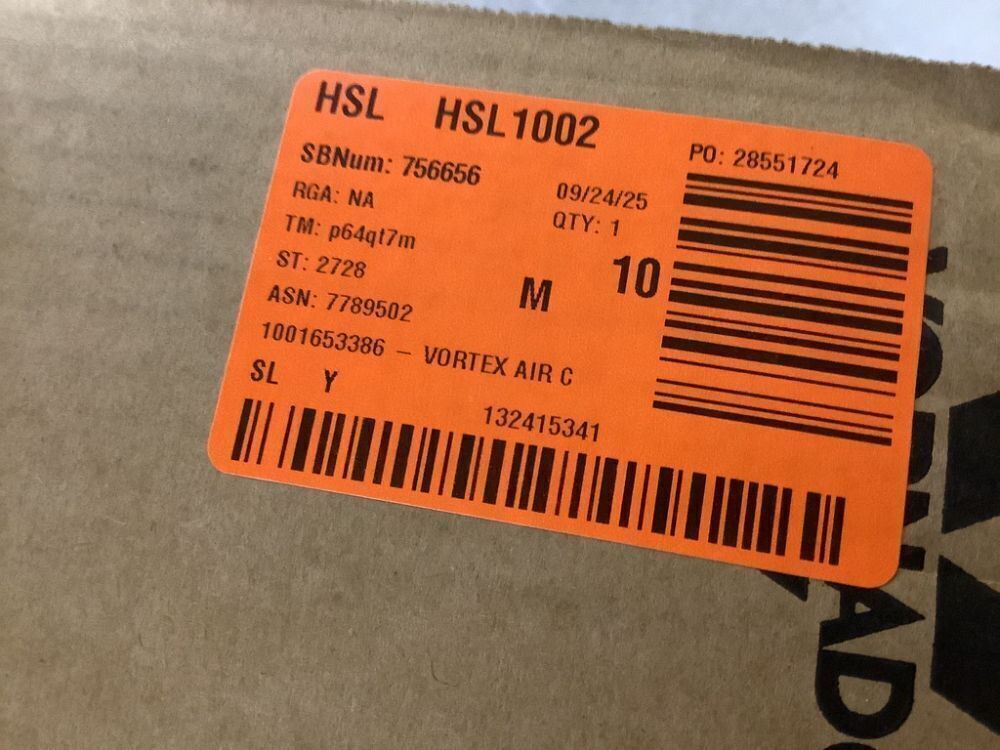 HSL HSL1002
SBNum: 756656
PO: 28551724
RGA: NA
09/24/25
TM: p64qt7m
QTY: 1
ST: 2728
M 10
ASN: 7789502
1001653386 – VORTEX AIR C
SL Y
132415341